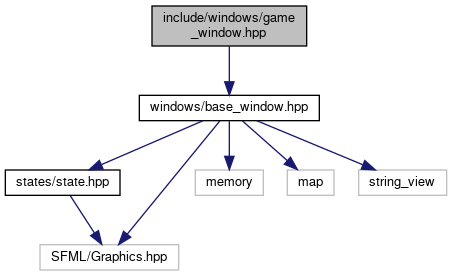 include/windows/game
_window.hpp
windows/base_window.hpp
states/state.hpp
memory
map
string_view
SFML/Graphics.hpp